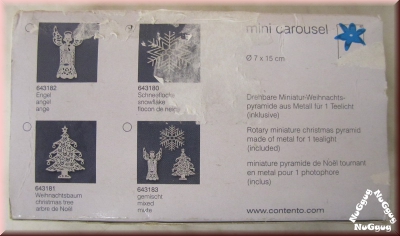 mini carousel
Ø 7 x 15 cm
643182
Engel
angel
ange
643180
Schneeflocke
snowflake
flocon de neige
643181
Weihnachtsbaum
christmas tree
arbre de Noël
643183
gemischt
mixed
mixte
Drehbare Miniatur-Weihnachts-
pyramide aus Metall für 1 Teelicht
(inklusive)
Rotary miniature christmas pyramid
made of metal for 1 tealight
(included)
miniature pyramide de Noël tournant
en metal pour 1 photophore
(inclus)
www.contento.com
NuGguy
NuGguy